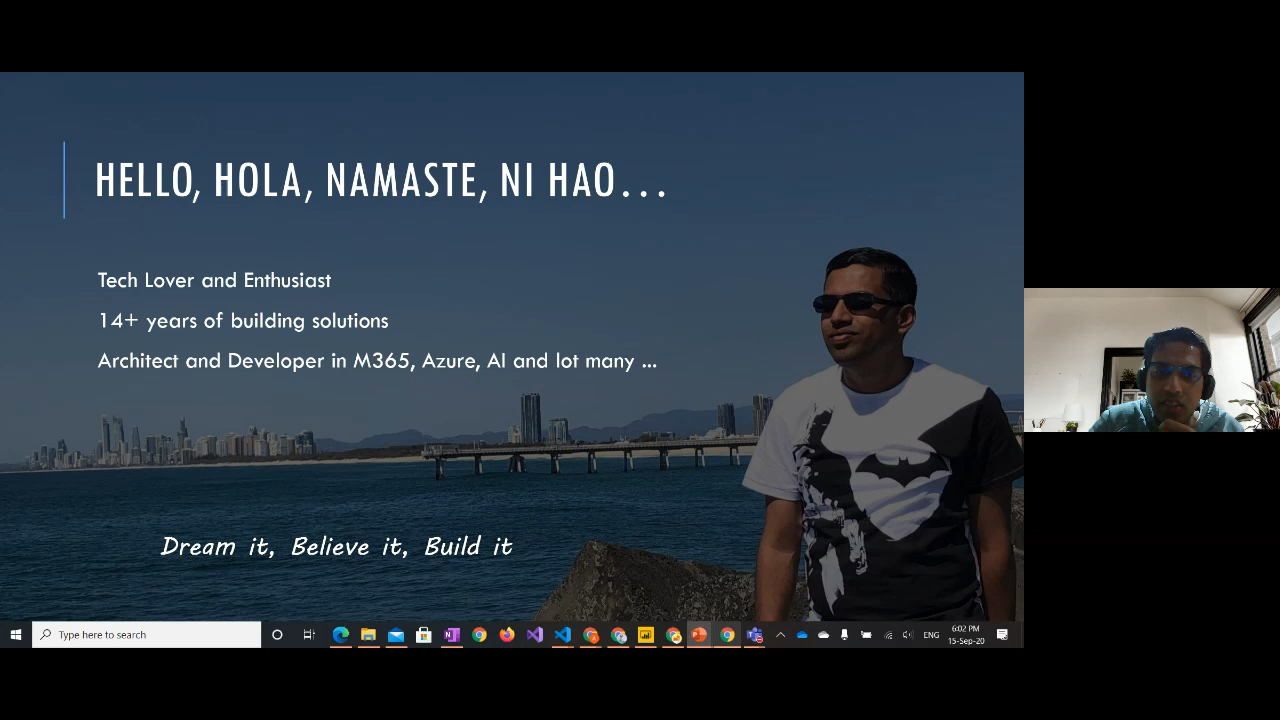 HELLO, HOLA, NAMASTE, NI HAO...
Tech Lover and Enthusiast
14+ years of building solutions
Architect and Developer in M365, Azure, AI and lot many ...
Dream it, Believe it, Build it
Type here to search
ENG
6:02 PM
15-Sep-20